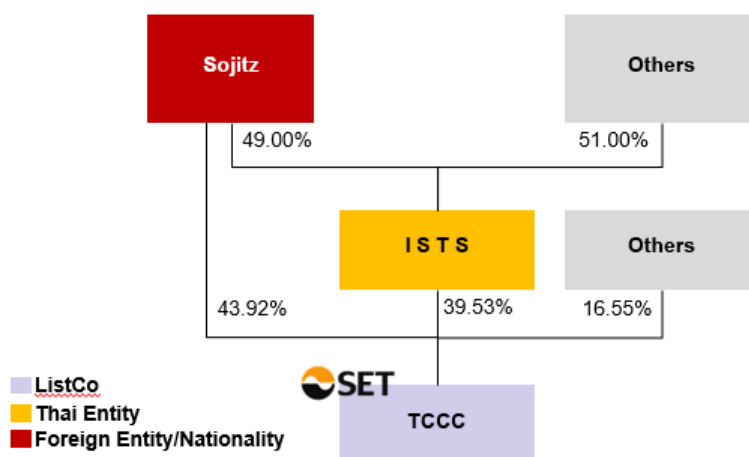 Sojitz
Others
49.00%
51.00%
I S T S
Others
43.92%
39.53%
16.55%
SET
TCCC
ListCo
Thai Entity
Foreign Entity/Nationality